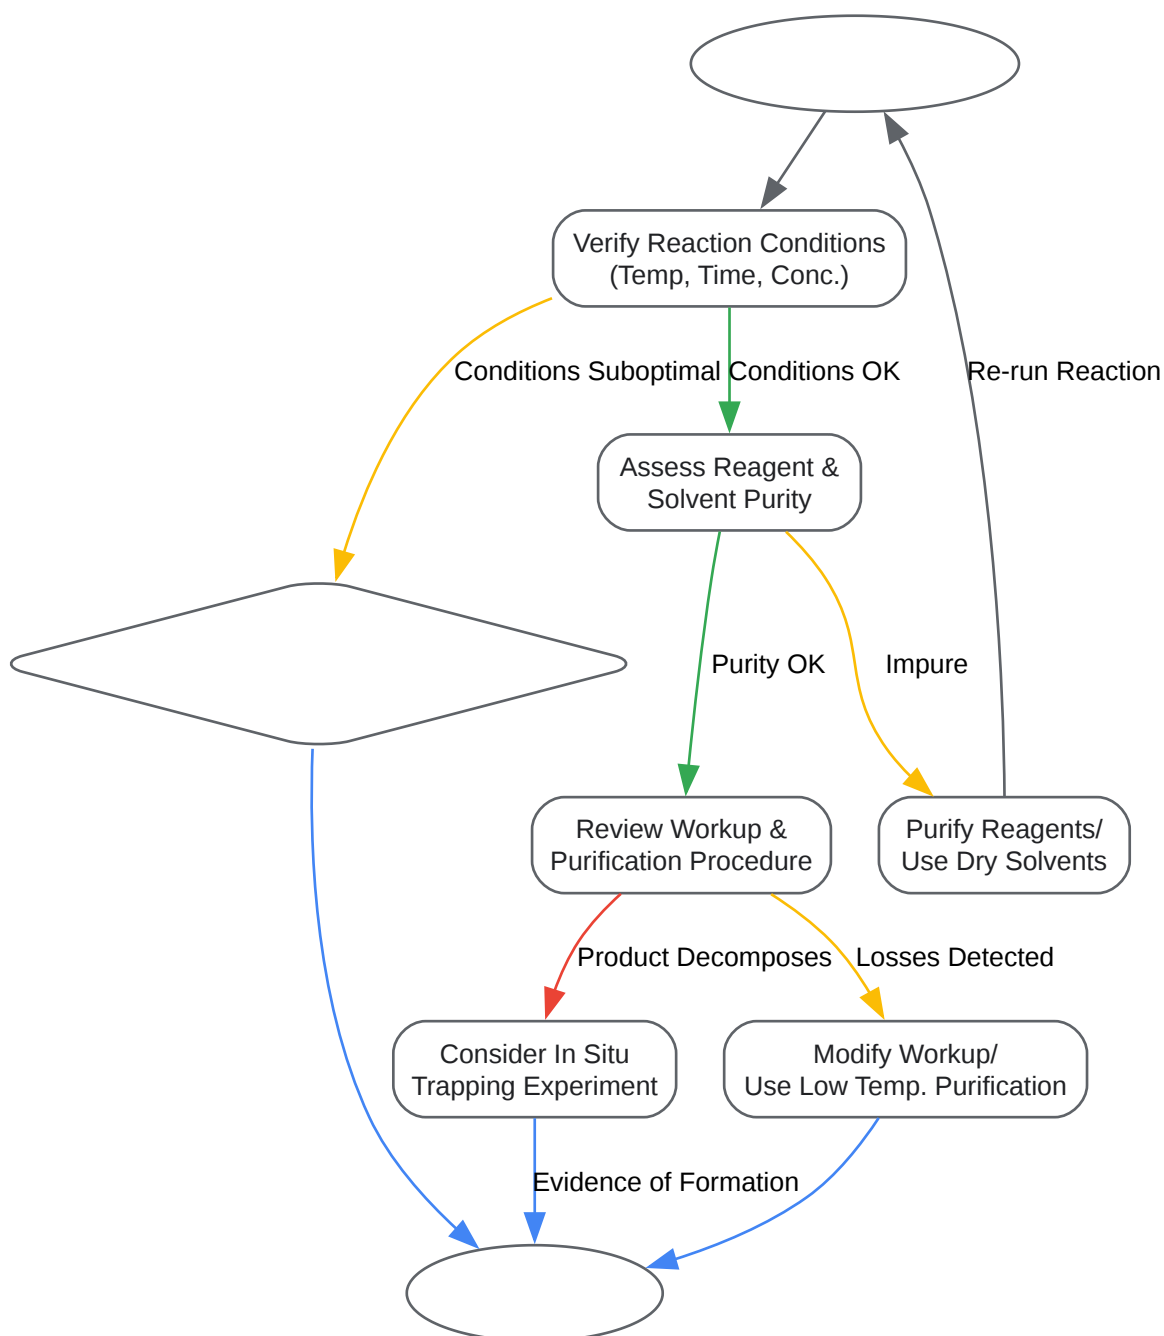 Verify Reaction Conditions
(Temp, Time, Conc.)
Conditions Suboptimal
Conditions OK
Re-run Reaction
Assess Reagent &
Solvent Purity
Purity OK
Impure
Review Workup &
Purification Procedure
Purify Reagents/
Use Dry Solvents
Product Decomposes
Losses Detected
Consider In Situ
Trapping Experiment
Modify Workup/
Use Low Temp. Purification
Evidence of Formation